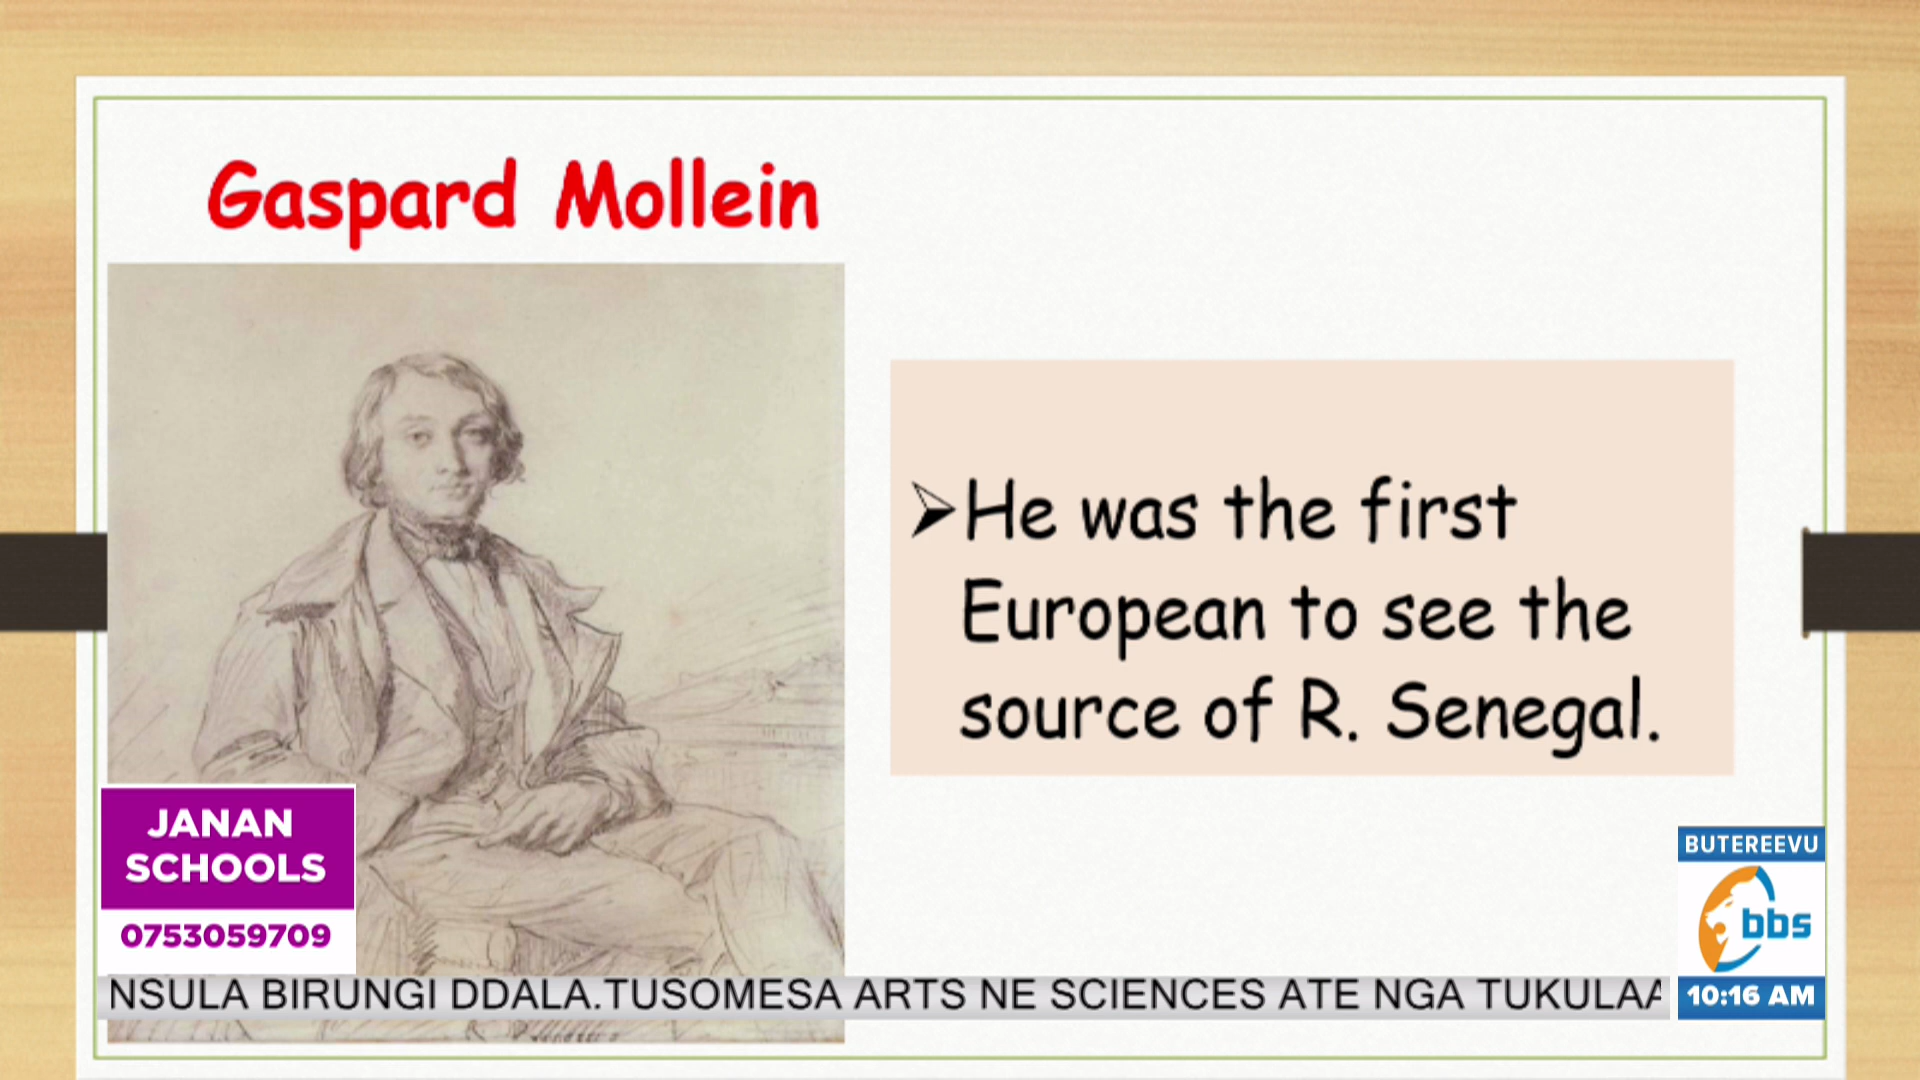 Gaspard Mollein
➢He was the first
European to see the
source of R. Senegal.
JANAN
SCHOOLS
0753059709
BUTEREEVU
bbs
NSULA BIRUNGI DDALA.TUSOMESA ARTS NE SCIENCES ATE NGA TUKULAA
10:16 AM